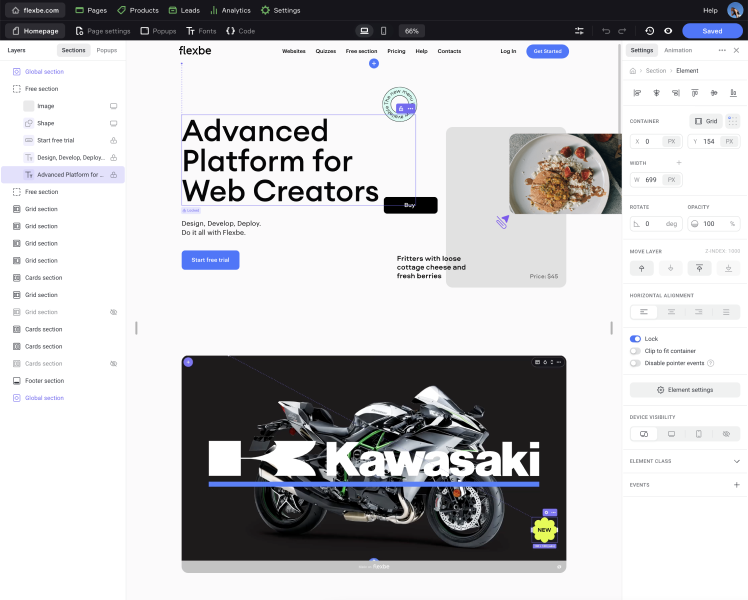 flexbe.com
Pages
Products
Leads
Analytics
Settings
Help
Homepage
Page settings
Popups
Fonts
Code
66%
Saved
Layers
Sections
Popups
Global section
Free section
Image
Shape
Start free trial
Design, Develop, Deploy...
Advanced Platform for ...
Free section
Grid section
Grid section
Grid section
Grid section
Cards section
Grid section
Grid section
Cards section
Cards section
Cards section
Footer section
Global section
flexbe
Websites
Quizzes
Free section
Pricing
Help
Contacts
Log In
Get Started
The new menu
Advanced
Platform for
Web Creators
Buy
Design, Develop, Deploy.
Do it all with Flexbe.
Start free trial
Fritters with loose
cottage cheese and
fresh berries
Price: $45
Kawasaki
NEW
flexbe
Settings
Animation
Section
Element
CONTAINER
Grid
X 0 PX
Y 154 PX
WIDTH
W 699 PX
ROTATE
OPACITY
0 deg
100 %
MOVE LAYER
Z-INDEX: 1000
HORIZONTAL ALIGNMENT
Lock
Clip to fit container
Disable pointer events
Element settings
DEVICE VISIBILITY
ELEMENT CLASS
EVENTS